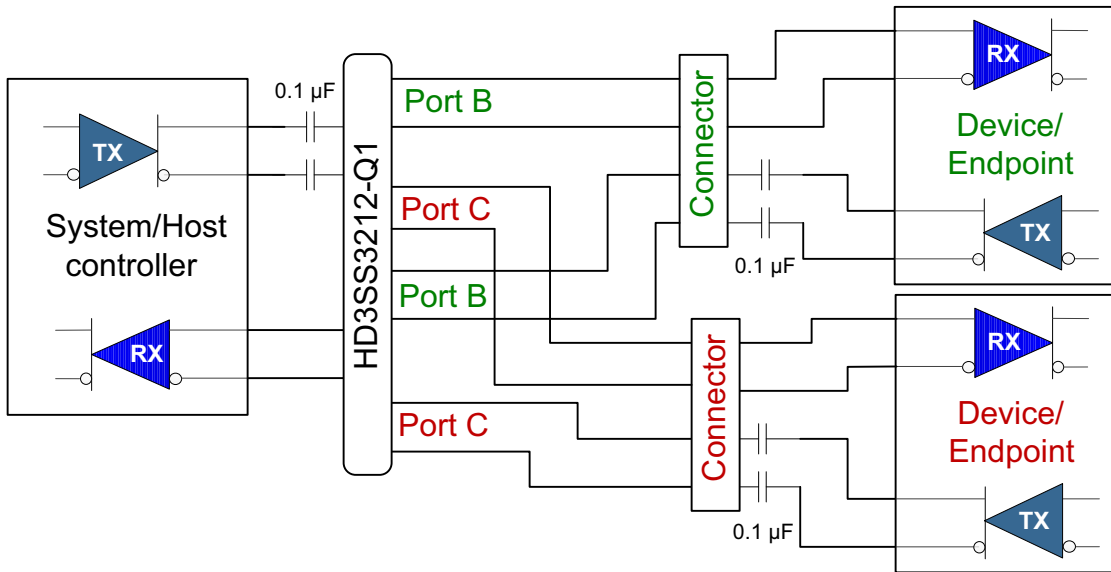 0.1 µF
TX
System/Host
controller
RX
HD3SS3212-Q1
Port B
Port C
Port B
Port C
Connector
0.1 µF
RX
Device/
Endpoint
TX
Connector
0.1 µF
RX
Device/
Endpoint
TX